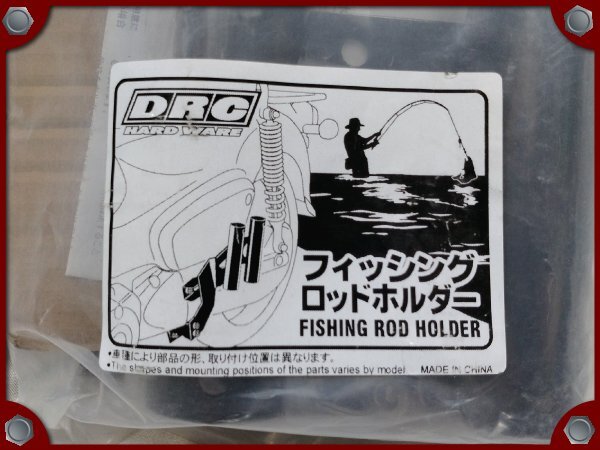 DRC
HARD WARE
フィッシング
ロッドホルダー
FISHING ROD HOLDER
・車種により部品の形、取り付け位置は異なります。
・The shapes and mounting positions of the parts varies by model. MADE IN CHINA